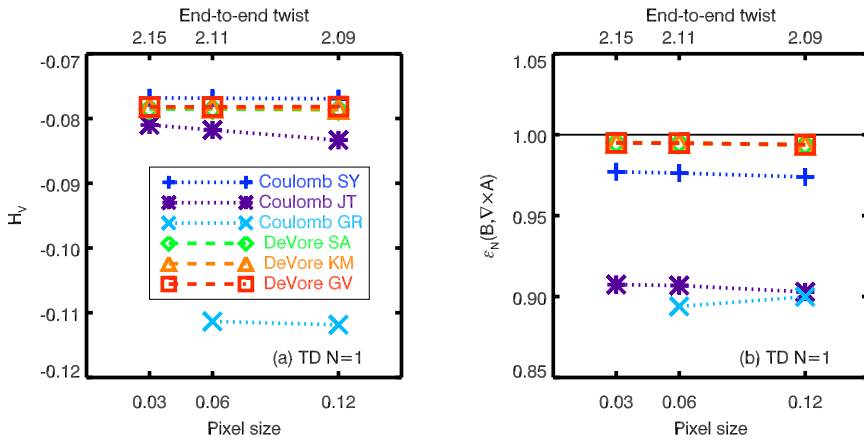 End-to-end twist
2.15 2.11 2.09
-0.07
-0.08
-0.09
-0.10
-0.11
-0.12
H_V
Coulomb SY
Coulomb JT
Coulomb GR
DeVore SA
DeVore KM
DeVore GV
(a) TD N=1
0.03 0.06 0.12
Pixel size
End-to-end twist
2.15 2.11 2.09
1.05
1.00
0.95
0.90
0.85
ε_N(B,∇×A)
(b) TD N=1
0.03 0.06 0.12
Pixel size